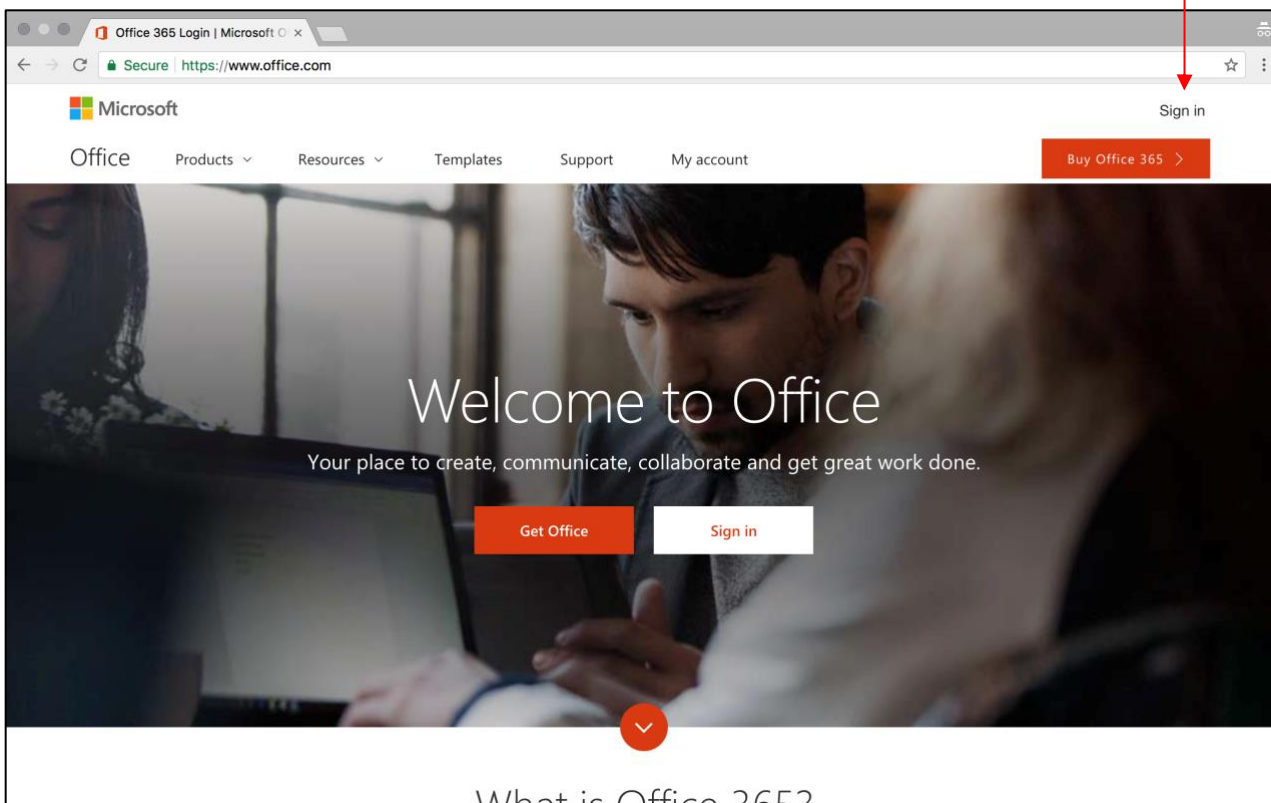 Office 365 Login | Microsoft O
Secure https://www.office.com
Microsoft
Sign in
Office Products Resources Templates Support My account Buy Office 365
Welcome to Office
Your place to create, communicate, collaborate and get great work done.
Get Office Sign in
What is Office 365?